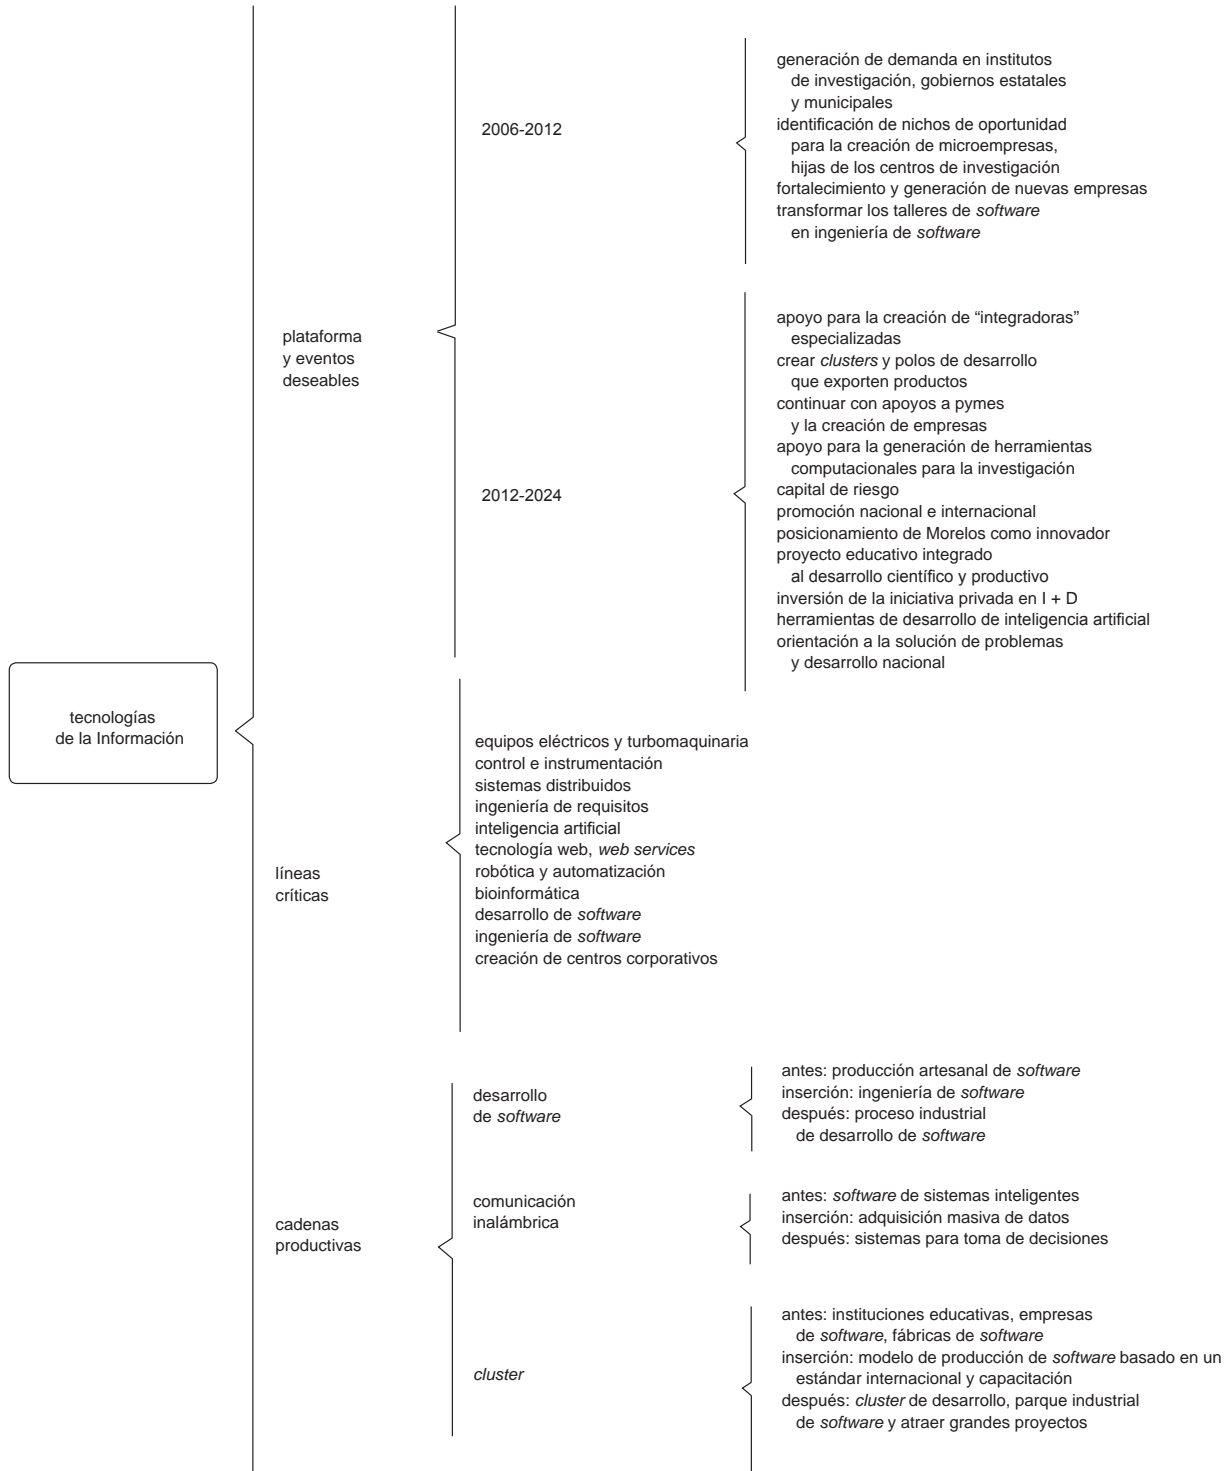 tecnologías
de la Información
plataforma
y eventos
deseables
2006-2012
generación de demanda en institutos
de investigación, gobiernos estatales
y municipales
identificación de nichos de oportunidad
para la creación de microempresas,
hijas de los centros de investigación
fortalecimiento y generación de nuevas empresas
transformar los talleres de software
en ingeniería de software
2012-2024
apoyo para la creación de “integradoras”
especializadas
crear clusters y polos de desarrollo
que exporten productos
continuar con apoyos a pymes
y la creación de empresas
apoyo para la generación de herramientas
computacionales para la investigación
capital de riesgo
promoción nacional e internacional
posicionamiento de Morelos como innovador
proyecto educativo integrado
al desarrollo científico y productivo
inversión de la iniciativa privada en I + D
herramientas de desarrollo de inteligencia artificial
orientación a la solución de problemas
y desarrollo nacional
líneas
críticas
equipos eléctricos y turbomaquinaria
control e instrumentación
sistemas distribuidos
ingeniería de requisitos
inteligencia artificial
tecnología web, web services
robótica y automatización
bioinformática
desarrollo de software
ingeniería de software
creación de centros corporativos
cadenas
productivas
desarrollo
de software
antes: producción artesanal de software
inserción: ingeniería de software
después: proceso industrial
de desarrollo de software
comunicación
inalámbrica
antes: software de sistemas inteligentes
inserción: adquisición masiva de datos
después: sistemas para toma de decisiones
cluster
antes: instituciones educativas, empresas
de software, fábricas de software
inserción: modelo de producción de software basado en un
estándar internacional y capacitación
después: cluster de desarrollo, parque industrial
de software y atraer grandes proyectos